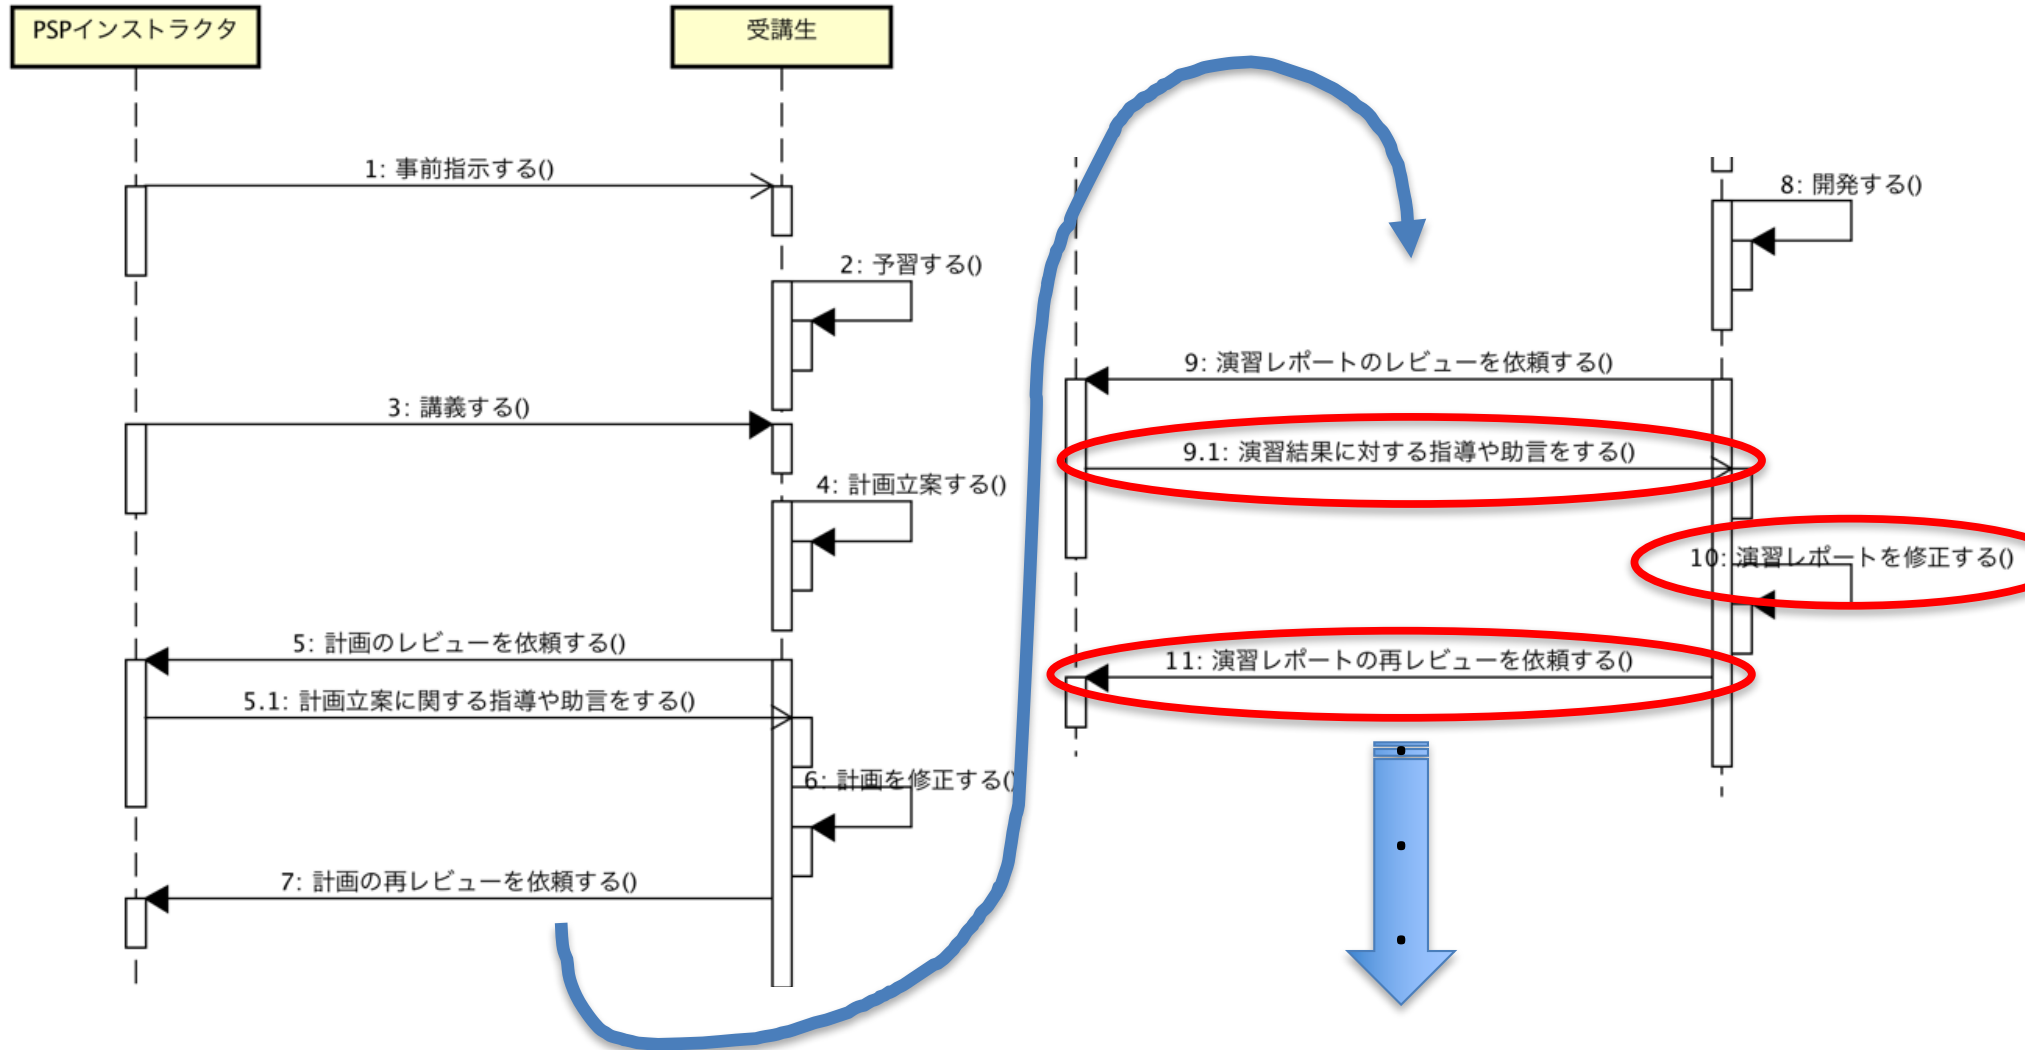 PSPインストラクタ
受講生
1: 事前指示する()
2: 予習する()
3: 講義する()
4: 計画立案する()
5: 計画のレビューを依頼する()
5.1: 計画立案に関する指導や助言をする()
6: 計画を修正する()
7: 計画の再レビューを依頼する()
8: 開発する()
9: 演習レポートのレビューを依頼する()
9.1: 演習結果に対する指導や助言をする()
10: 演習レポートを修正する()
11: 演習レポートの再レビューを依頼する()